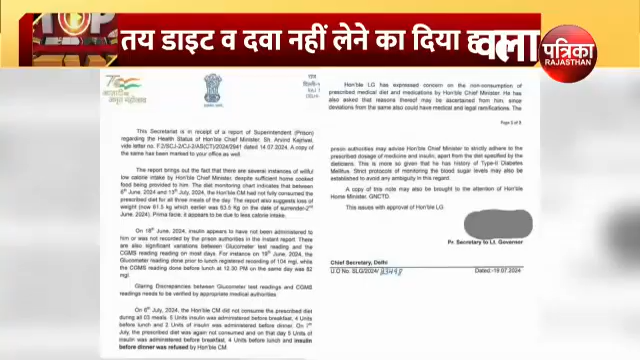 TOP
तय डाइट व दवा नहीं लेने का दिया ह
वला
पत्रिका
RAJASTHAN
This Secretariat is in receipt of a report of Superintendent (Prison)
regarding the Health Status of Hon'ble Chief Minister, Sh. Arvind Kejriwal,
vide letter no. F.2/SCJ-2/CJ-2/AS(CT)/2024/2941 dated 14.07.2024. A copy of
the same has been marked to your office as well.
The report brings out the fact that there are several instances of willful
low calorie intake by Hon'ble Chief Minister, despite sufficient home cooked
food being provided to him. The diet monitoring chart indicates that between
6th June, 2024 and 13th July, 2024, the Hon'ble CM had not fully consumed the
prescribed diet for all three meals of the day. The report also suggests loss of
weight (now 61.5 kg which earlier was 63.5 kg on the date of surrender-2nd
June, 2024). Prima facie, it appears to be due to less calorie intake.
On 18th June, 2024, insulin appears to have not been administered to
him or was not recorded by the prison authorities in the instant report. There
are also significant variations between Glucometer test reading and the
CGMS reading on most days. For instance on 19th June, 2024, the
Glucometer reading done prior to lunch registered recording of 104 mg/l, while
the CGMS reading done before lunch at 12.30 PM on the same day was 82
mg/l.
Glaring Discrepancies between Glucometer test readings and CGMS
readings needs to be verified by appropriate medical authorities.
On 6th July, 2024, the Hon'ble CM did not consume the prescribed diet
during all 03 meals. 5 Units insulin was administered before breakfast, 4 Units
before lunch and 2 Units of insulin was administered before dinner. On 7th
July, the prescribed diet was again not consumed and on that day 5 Units of
insulin was administered before breakfast, 4 Units before lunch and insulin
before dinner was refused by Hon'ble CM.
Hon'ble LG has expressed concern on the non-consumption of
prescribed medical diet and medications by Hon'ble Chief Minister. He has
also asked that reasons thereof may be ascertained from him, since
deviations from the same also could have medical and legal ramifications. The
prison authorities may advise Hon'ble Chief Minister to strictly adhere to the
prescribed dosage of medicine and insulin, apart from the diet specified by the
dieticians. This is more so given that he has history of Type-II Diabetes
Mellitus. Strict protocols of monitoring the blood sugar levels may also be
established to avoid any ambiguity in this regard.
A copy of this note may also be brought to the attention of Hon'ble
Home Minister, GNCTD.
This issues with approval of Hon'ble LG.
Pr. Secretary to Lt. Governor
Chief Secretary, Delhi
U.O No. SLG/2024/
Dated:-19.07.2024